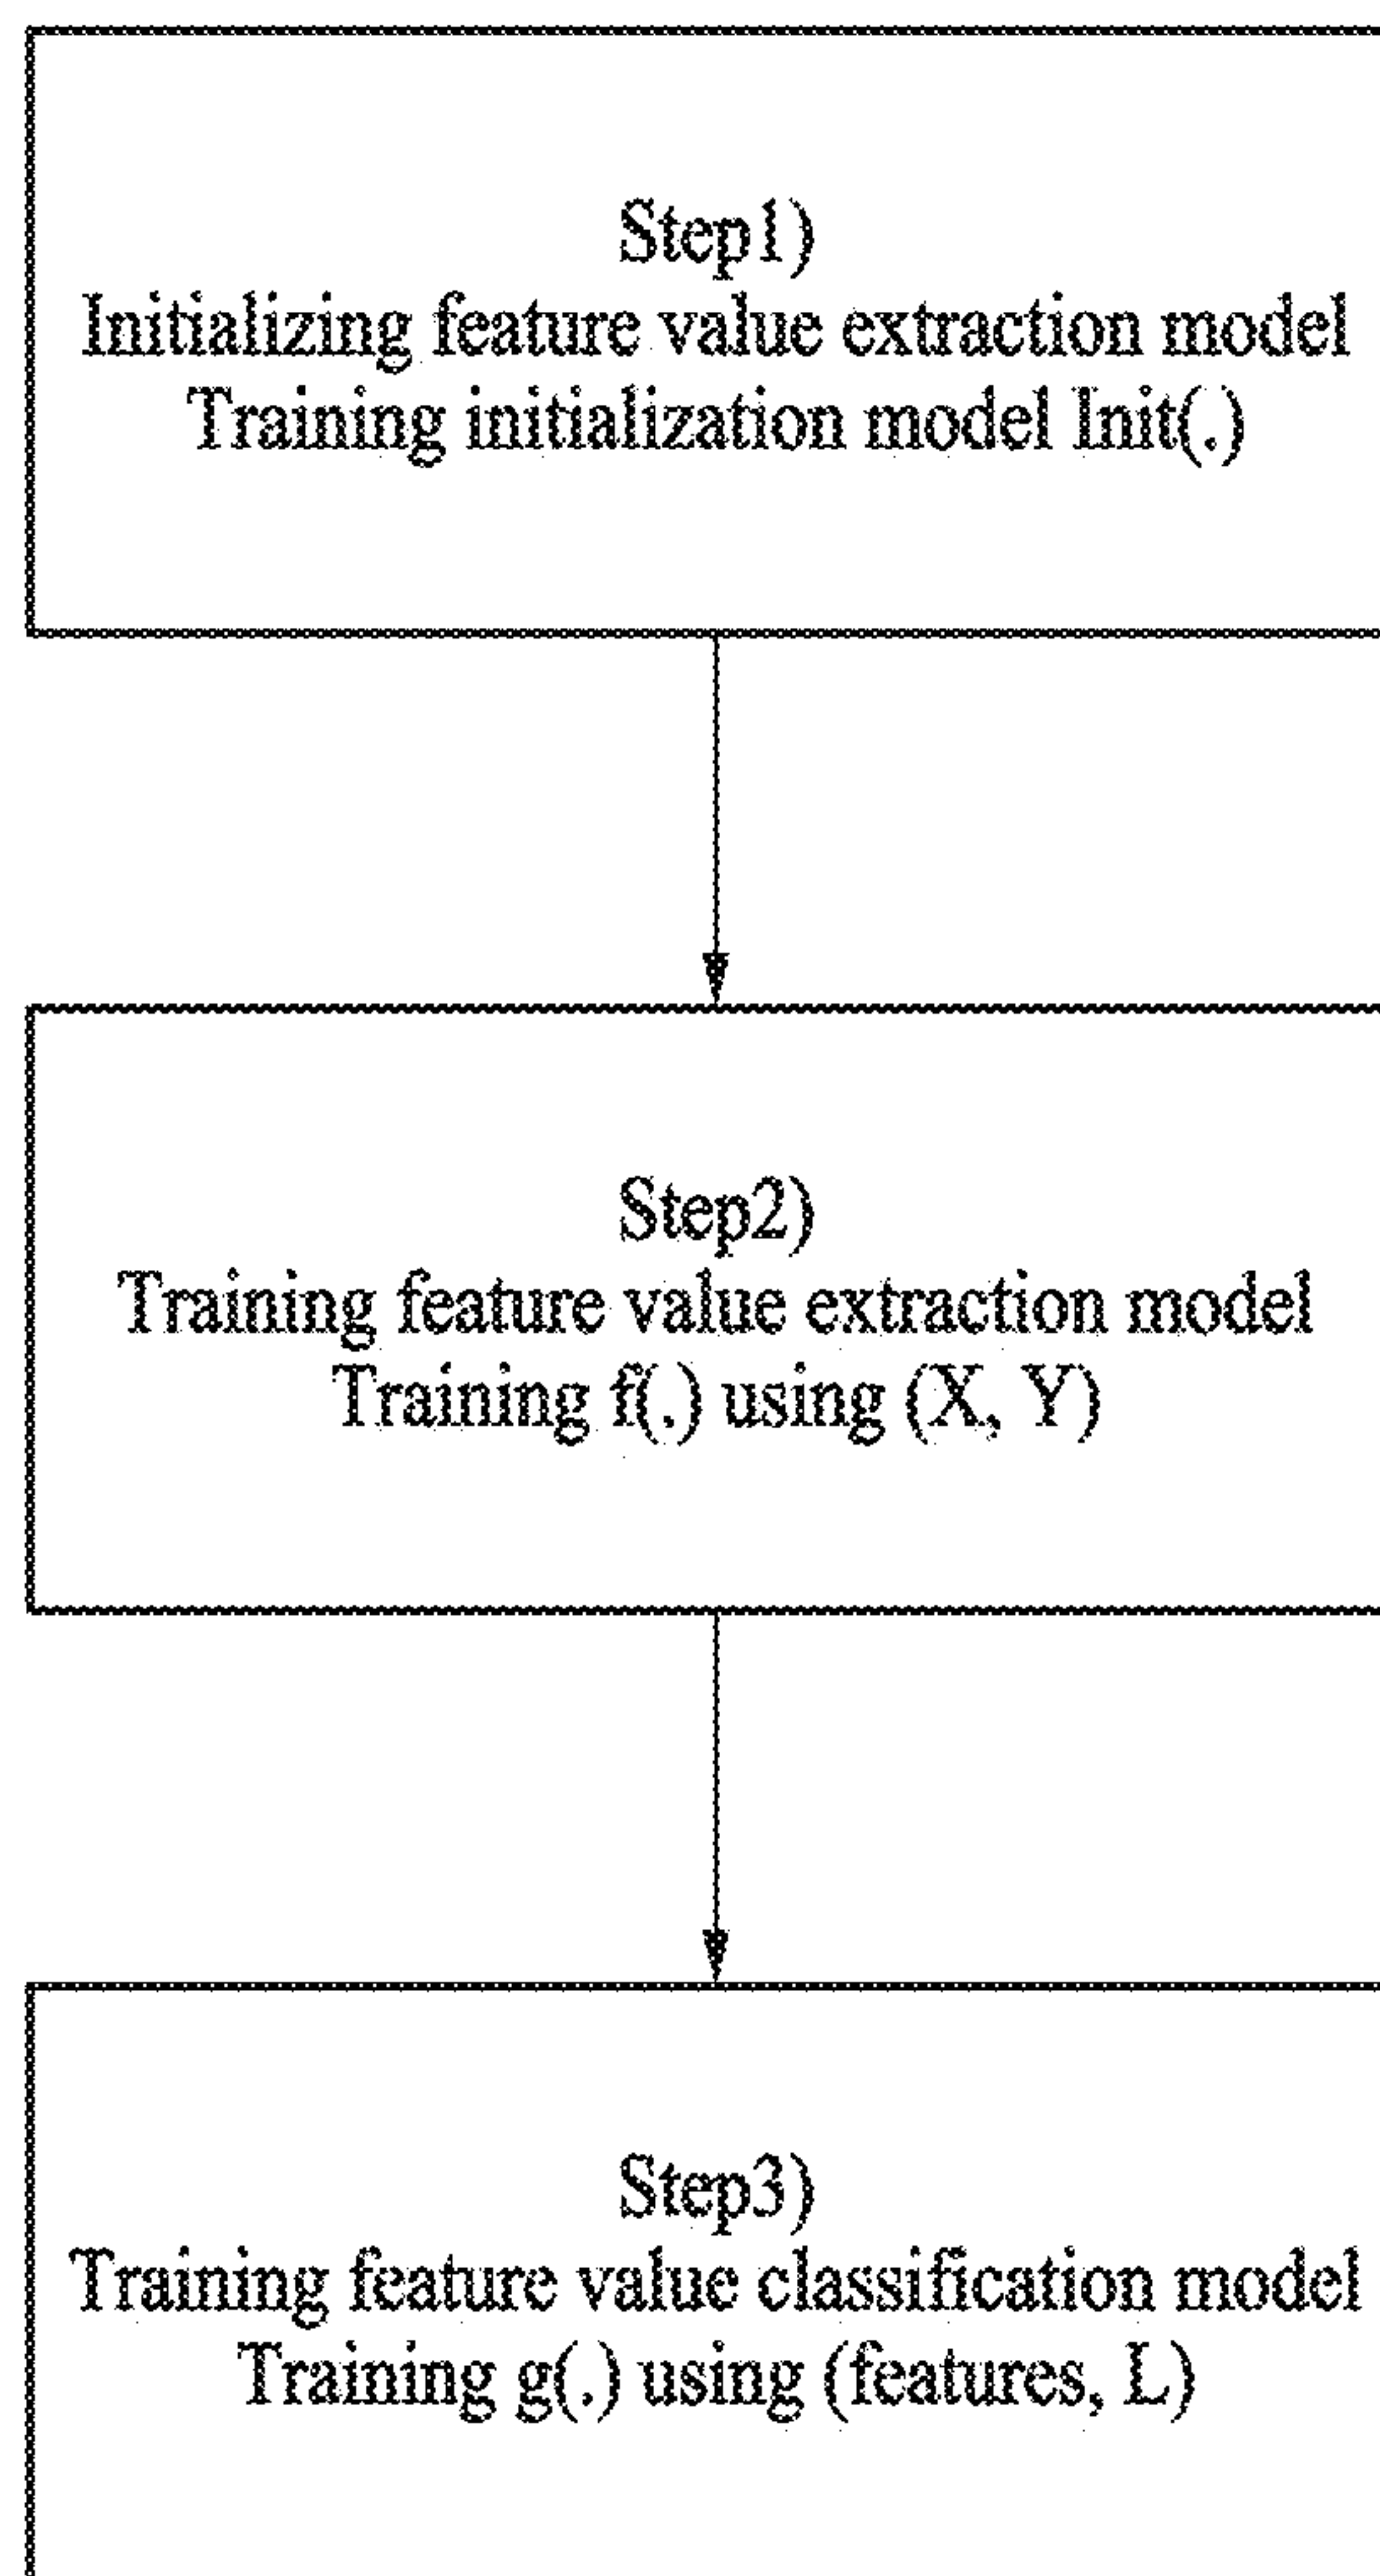 Step1)
Initializing feature value extraction model
Training initialization model Init(.)
Step2)
Training feature value extraction model
Training f(.) using (X, Y)
Step3)
Training feature value classification model
Training g(.) using (features, L)